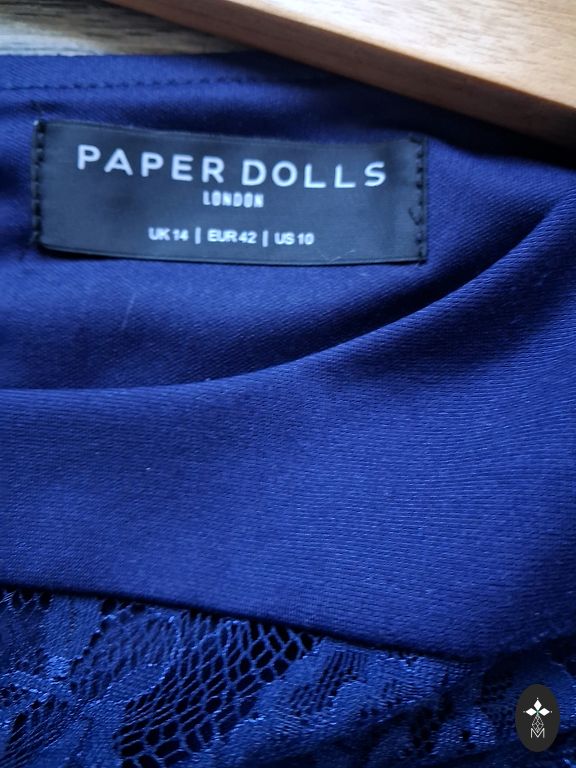 PAPER DOLLS
LONDON
UK 14 | EUR 42 | US 10
M